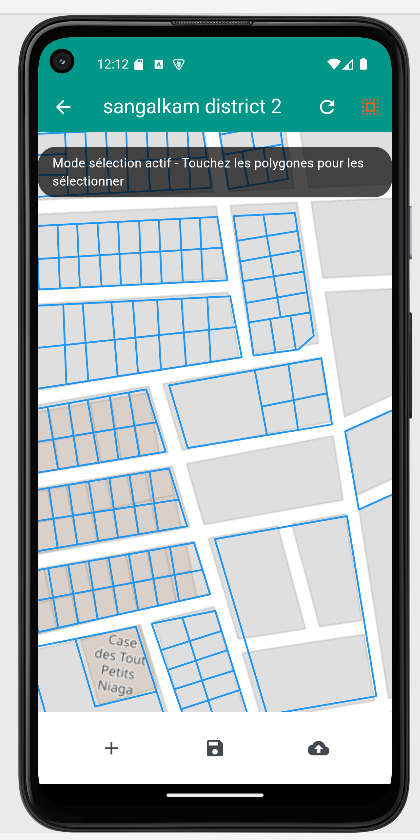 12:12
sangalkam district 2
Mode sélection actif - Touchez les polygones pour les
sélectionner
Case
des Tout
Petits
Niaga